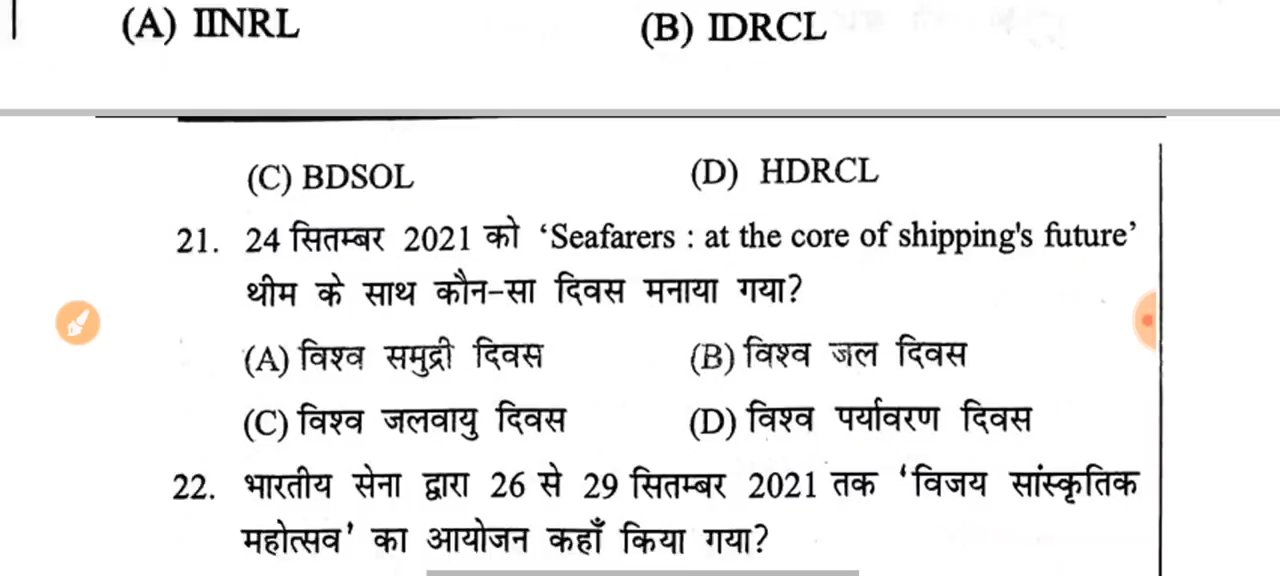 (A) IINRL (B) IDRCL
(C) BDSOL (D) HDRCL
21. 24 सितम्बर 2021 को ‘Seafarers : at the core of shipping's future’
थीम के साथ कौन-सा दिवस मनाया गया?
(A) विश्व समुद्री दिवस (B) विश्व जल दिवस
(C) विश्व जलवायु दिवस (D) विश्व पर्यावरण दिवस
22. भारतीय सेना द्वारा 26 से 29 सितम्बर 2021 तक ‘विजय सांस्कृतिक
महोत्सव’ का आयोजन कहाँ किया गया?